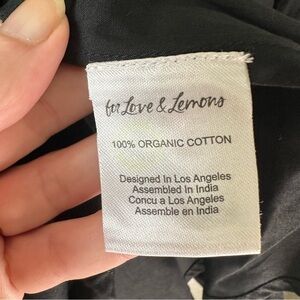 for Love & Lemons
100% ORGANIC COTTON
Designed In Los Angeles
Assembled In India
Concu a Los Angeles
Assemble en India